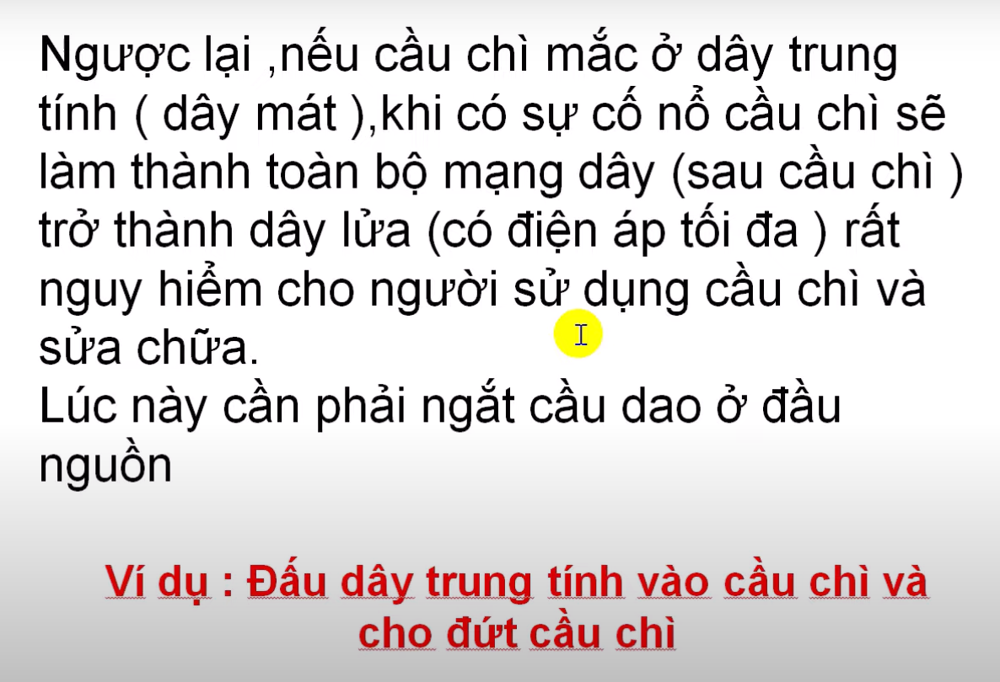 Ngược lại ,nếu cầu chì mắc ở dây trung
tính ( dây mát ),khi có sự cố nổ cầu chì sẽ
làm thành toàn bộ mạng dây (sau cầu chì )
trở thành dây lửa (có điện áp tối đa ) rất
nguy hiểm cho người sử dụng cầu chì và
sửa chữa.
Lúc này cần phải ngắt cầu dao ở đầu
nguồn
Ví dụ : Đấu dây trung tính vào cầu chì và
cho đứt cầu chì